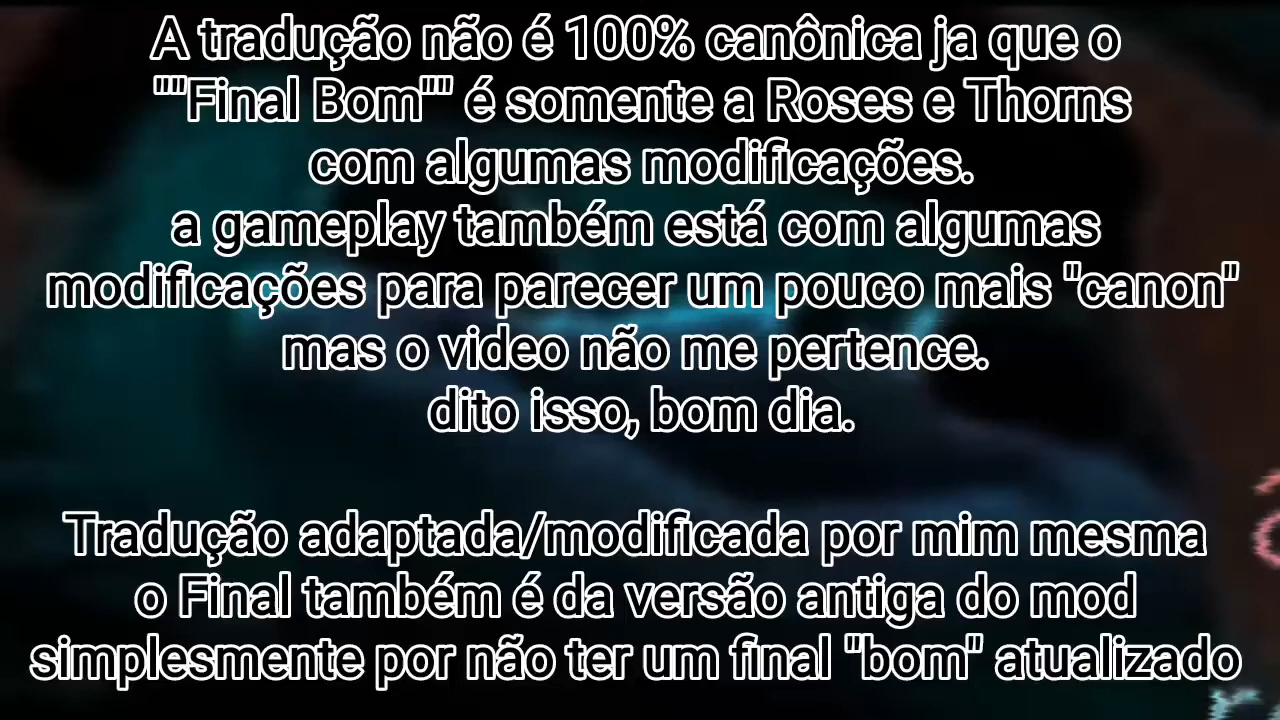 A tradução não é 100% canônica ja que o
""Final Bom"" é somente a Roses e Thorns
com algumas modificações.
a gameplay também está com algumas
modificações para parecer um pouco mais "canon"
mas o video não me pertence.
dito isso, bom dia.
Tradução adaptada/modificada por mim mesma
o Final também é da versão antiga do mod
simplesmente por não ter um final "bom" atualizado